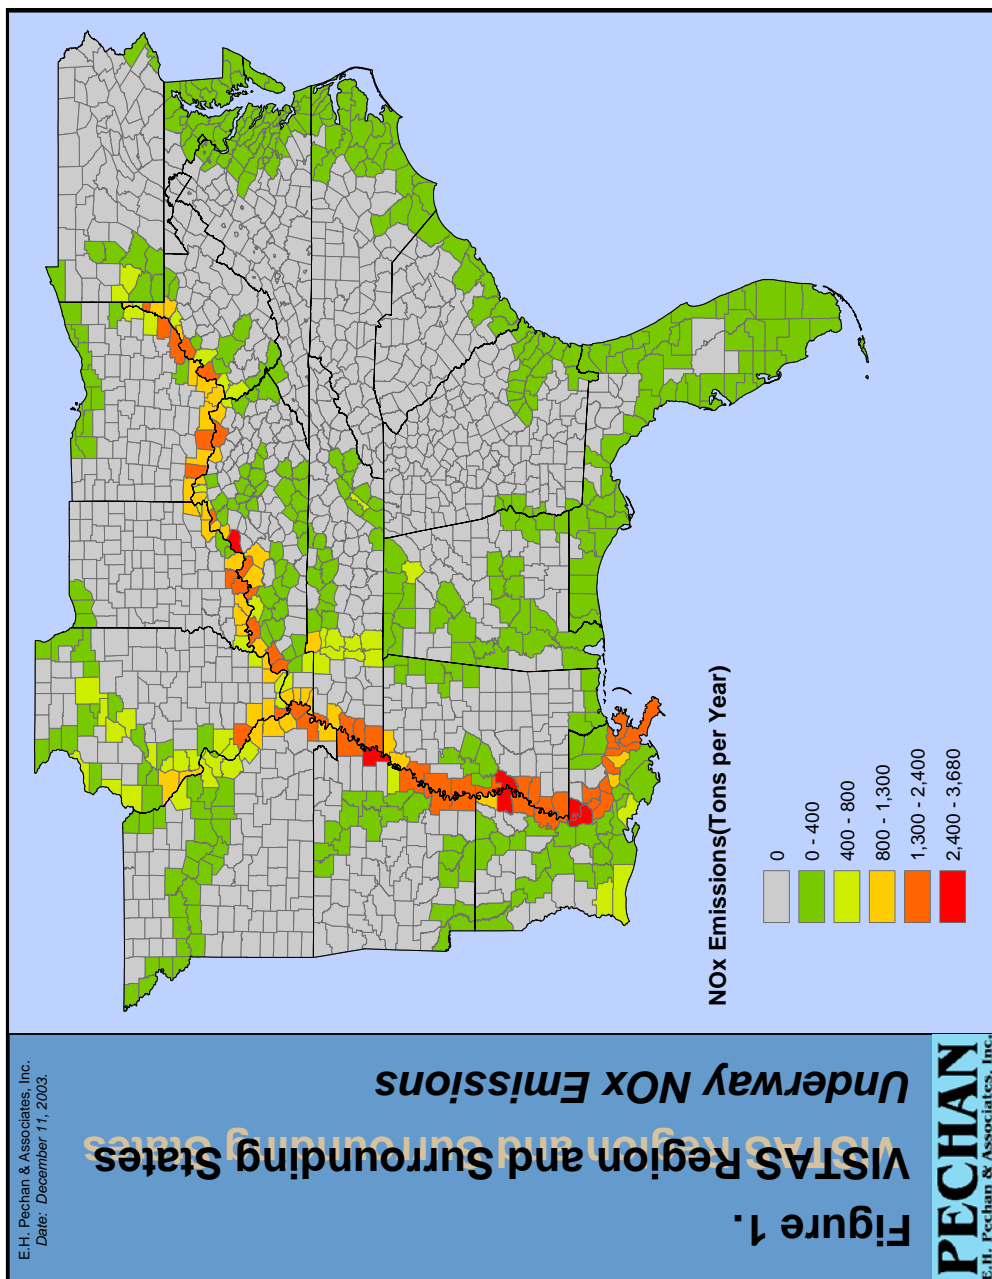 Figure 1.
VISTAS Region and Surrounding States
Underway NOx Emissions
E.H. Pechan & Associates, Inc.
Date: December 11, 2003.
NOx Emissions(Tons per Year)
0
0 - 400
400 - 800
800 - 1,300
1,300 - 2,400
2,400 - 3,680
PECHAN
E.H. Pechan & Associates, Inc.